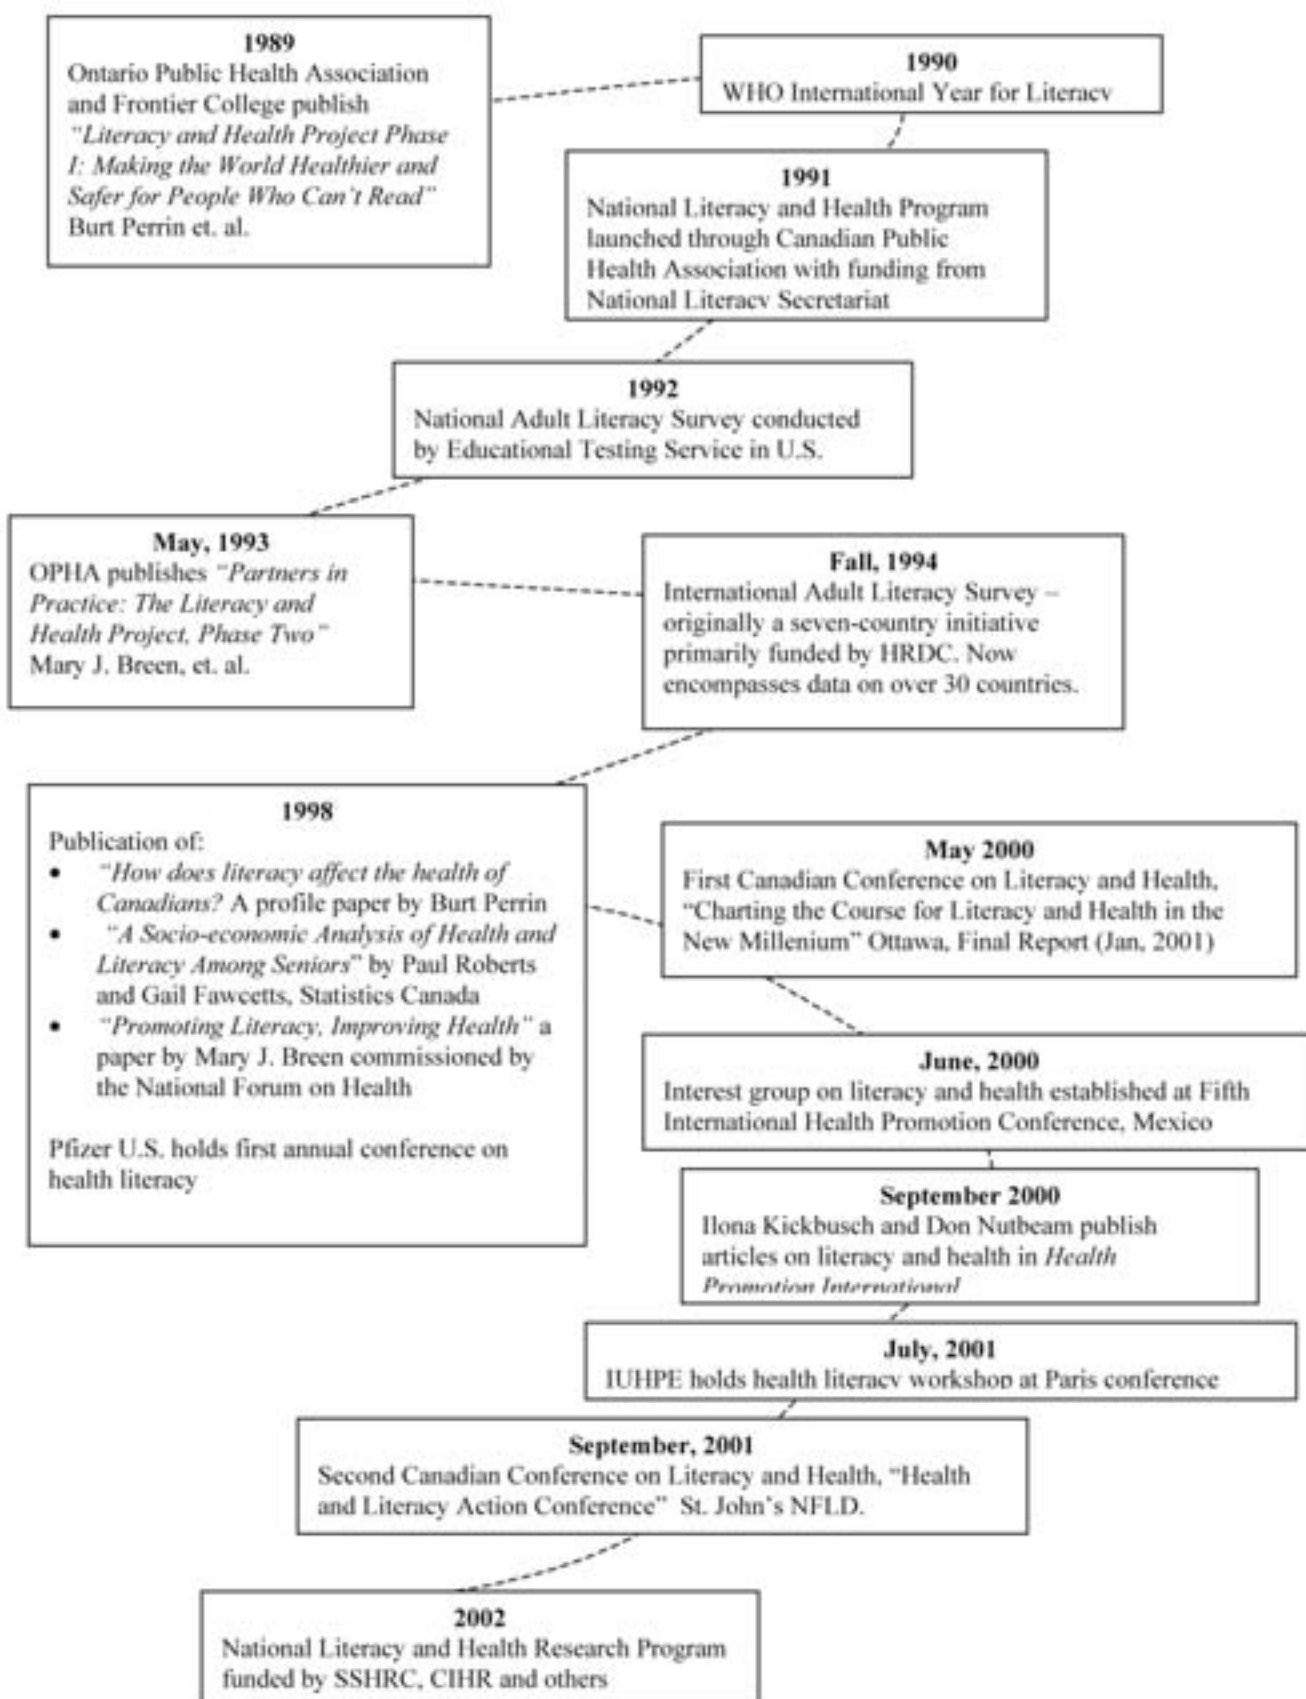 1989
Ontario Public Health Association
and Frontier College publish
“Literacy and Health Project Phase
I: Making the World Healthier and
Safer for People Who Can’t Read”
Burt Perrin et. al.
1990
WHO International Year for Literacy
1991
National Literacy and Health Program
launched through Canadian Public
Health Association with funding from
National Literacy Secretariat
1992
National Adult Literacy Survey conducted
by Educational Testing Service in U.S.
May, 1993
OPHA publishes “Partners in
Practice: The Literacy and
Health Project, Phase Two”
Mary J. Breen, et. al.
Fall, 1994
International Adult Literacy Survey –
originally a seven-country initiative
primarily funded by HRDC. Now
encompasses data on over 30 countries.
1998
Publication of:
• “How does literacy affect the health of
Canadians? A profile paper by Burt Perrin
• “A Socio-economic Analysis of Health and
Literacy Among Seniors” by Paul Roberts
and Gail Fawcetts, Statistics Canada
• “Promoting Literacy, Improving Health” a
paper by Mary J. Breen commissioned by
the National Forum on Health
Pfizer U.S. holds first annual conference on
health literacy
May 2000
First Canadian Conference on Literacy and Health,
“Charting the Course for Literacy and Health in the
New Millenium” Ottawa, Final Report (Jan, 2001)
June, 2000
Interest group on literacy and health established at Fifth
International Health Promotion Conference, Mexico
September 2000
Ilona Kickbusch and Don Nutbeam publish
articles on literacy and health in Health
Promotion International
July, 2001
IUHPE holds health literacy workshop at Paris conference
September, 2001
Second Canadian Conference on Literacy and Health, “Health
and Literacy Action Conference” St. John’s NFLD.
2002
National Literacy and Health Research Program
funded by SSHRC, CIHR and others